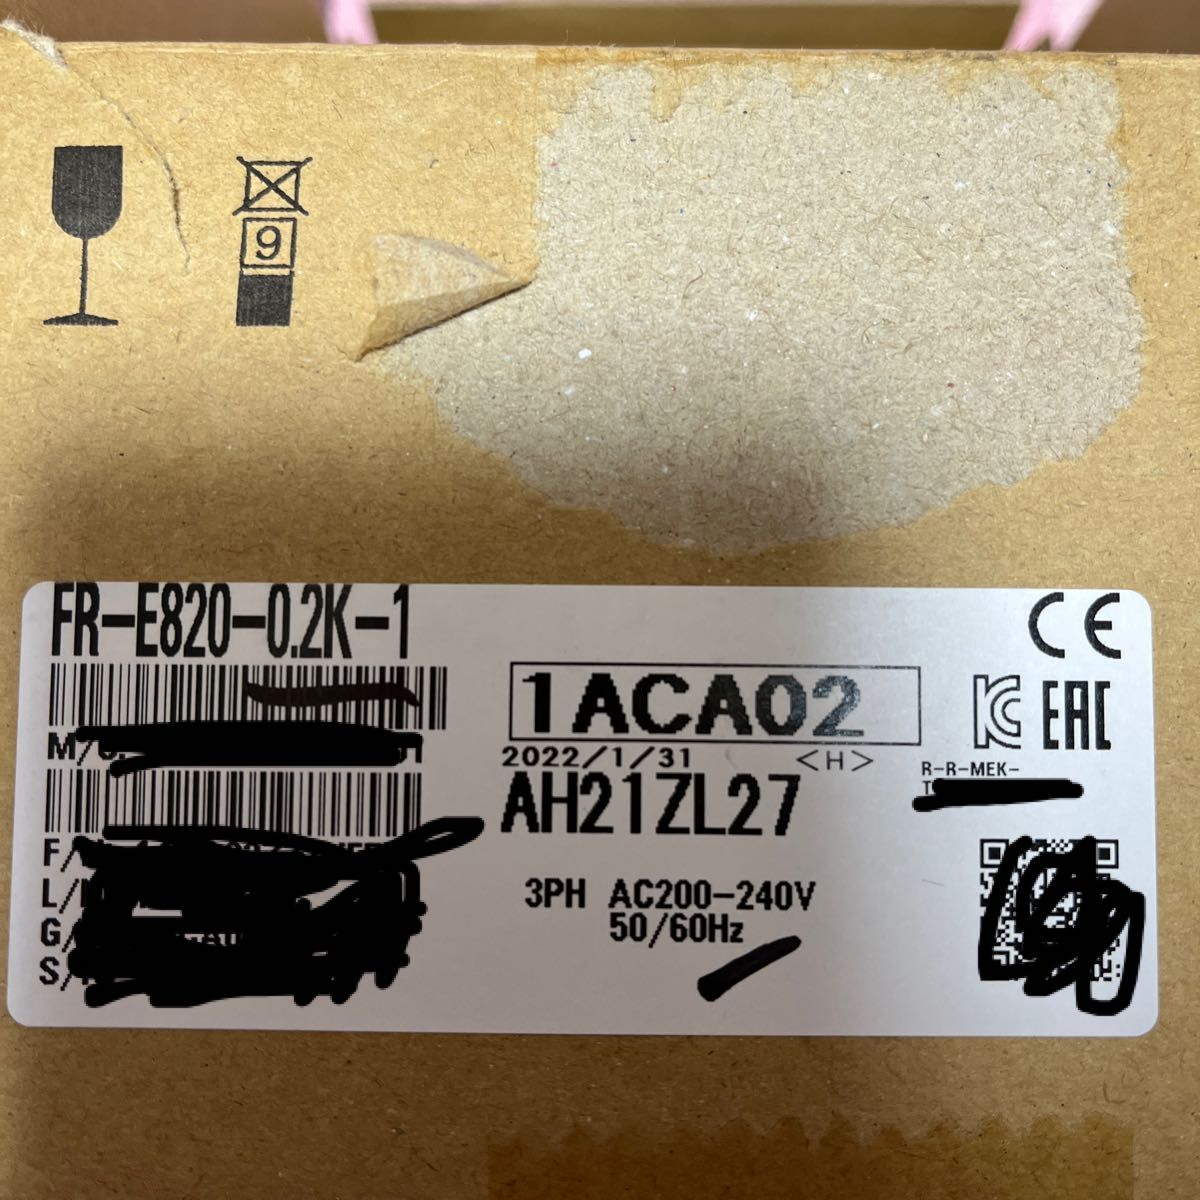 9
FR-E820-0.2K-1
CE
1ACA02
KC EAC
M/
2022/1/31 <H>
R-R-MEK-
AH21ZL27
F/
L/
3PH AC200-240V
G/
50/60Hz
S/